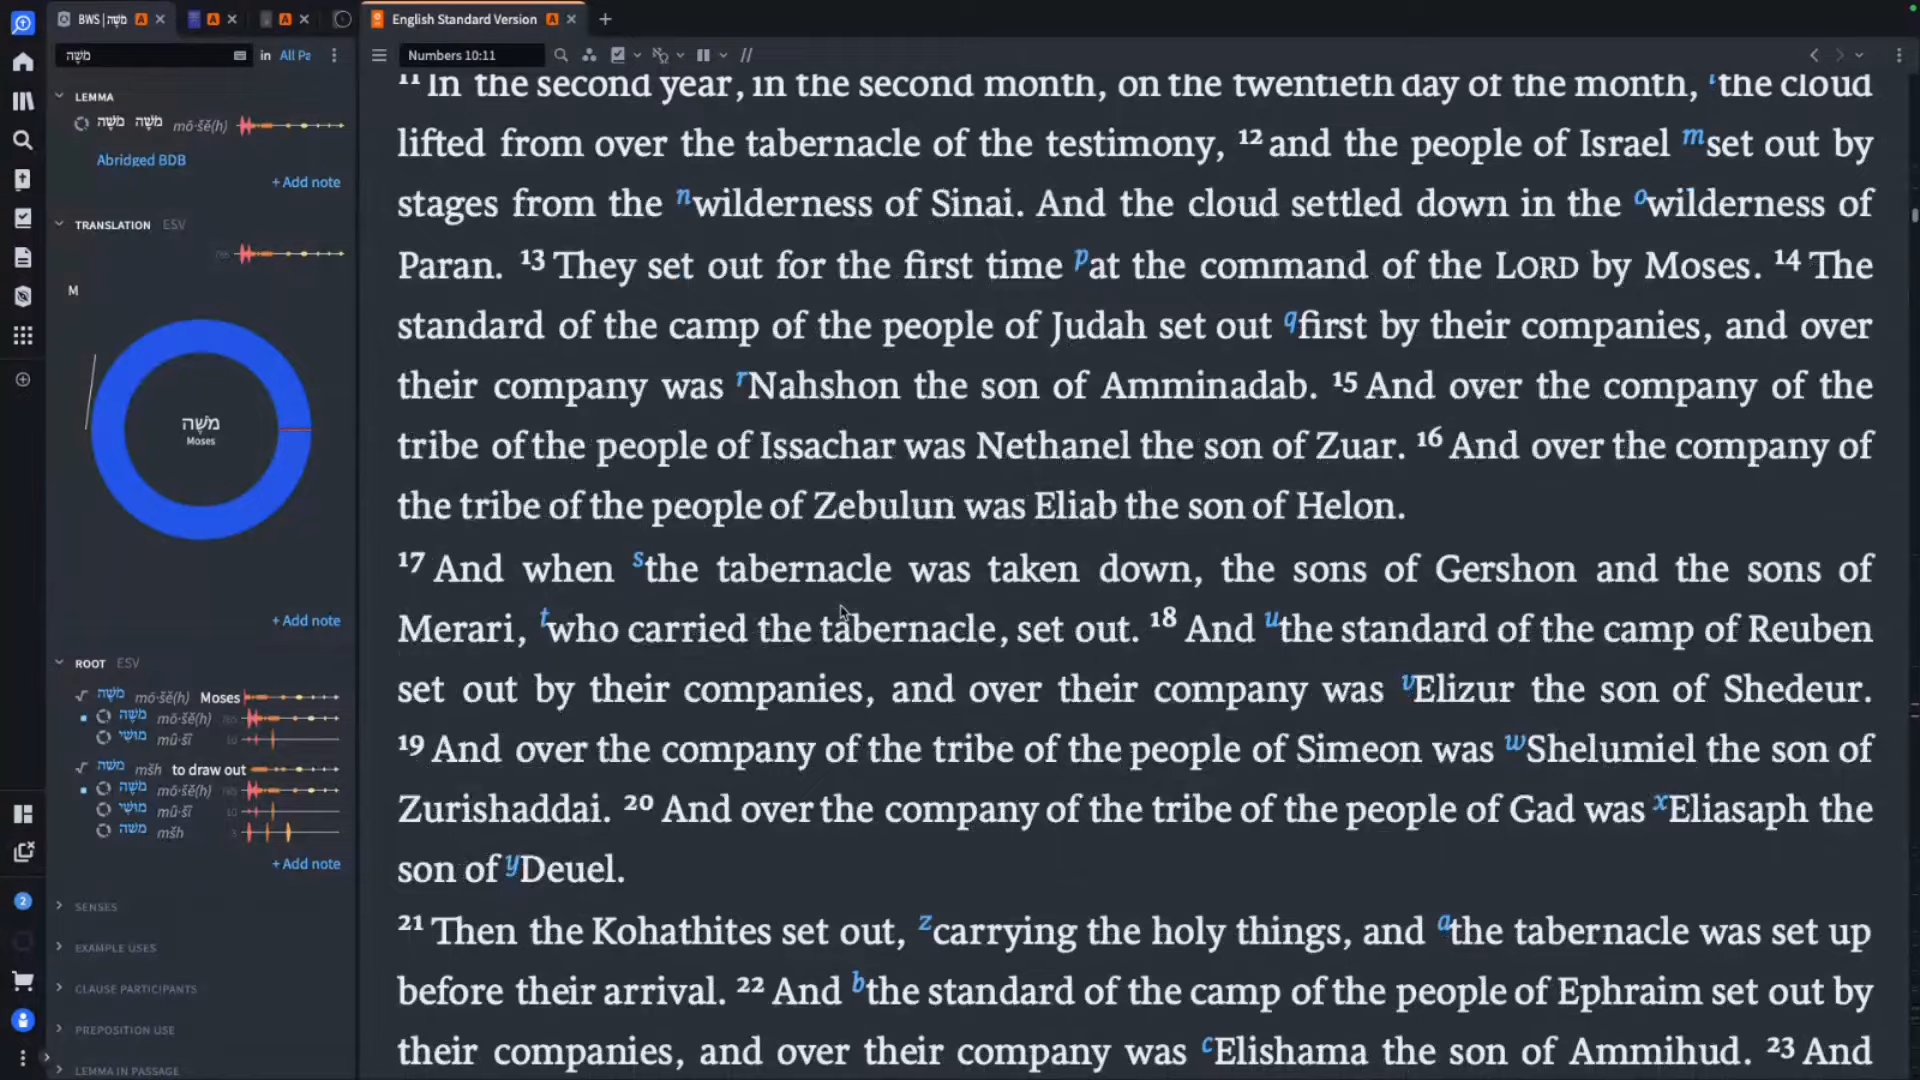 BWS | מֹשֶׁה A
A
A
English Standard Version A
מֹשֶׁה
in All Pa
Numbers 10:11
LEMMA
מֹשֶׁה מֹשֶׁה mō·šě(h)
Abridged BDB
+ Add note
TRANSLATION ESV
M
מֹשֶׁה
Moses
+ Add note
ROOT ESV
מֹשֶׁה mō·šě(h) Moses
מֹשֶׁה mō·šě(h)
מוּשִׁי mû·šî 10
משׁה mšh to draw out
מֹשֶׁה mō·šě(h)
מוּשִׁי mû·šî 10
משׁה mšh 3
+ Add note
SENSES
EXAMPLE USES
CLAUSE PARTICIPANTS
PREPOSITION USE
LEMMA IN PASSAGE
2
11 In the second year, in the second month, on the twentieth day of the month, l the cloud
lifted from over the tabernacle of the testimony, 12 and the people of Israel m set out by
stages from the n wilderness of Sinai. And the cloud settled down in the o wilderness of
Paran. 13 They set out for the first time p at the command of the LORD by Moses. 14 The
standard of the camp of the people of Judah set out q first by their companies, and over
their company was r Nahshon the son of Amminadab. 15 And over the company of the
tribe of the people of Issachar was Nethanel the son of Zuar. 16 And over the company of
the tribe of the people of Zebulun was Eliab the son of Helon.
17 And when s the tabernacle was taken down, the sons of Gershon and the sons of
Merari, t who carried the tabernacle, set out. 18 And u the standard of the camp of Reuben
set out by their companies, and over their company was v Elizur the son of Shedeur.
19 And over the company of the tribe of the people of Simeon was w Shelumiel the son of
Zurishaddai. 20 And over the company of the tribe of the people of Gad was x Eliasaph the
son of y Deuel.
21 Then the Kohathites set out, z carrying the holy things, and a the tabernacle was set up
before their arrival. 22 And b the standard of the camp of the people of Ephraim set out by
their companies, and over their company was c Elishama the son of Ammihud. 23 And